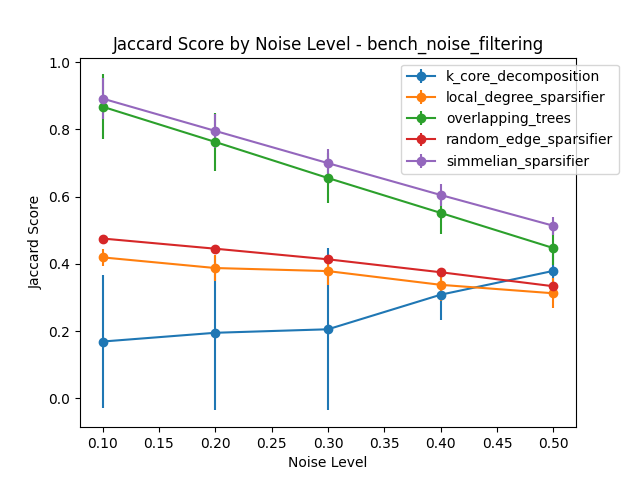 Jaccard Score by Noise Level - bench_noise_filtering
k_core_decomposition
local_degree_sparsifier
overlapping_trees
random_edge_sparsifier
simmelian_sparsifier
Jaccard Score
1.0
0.8
0.6
0.4
0.2
0.0
0.10 0.15 0.20 0.25 0.30 0.35 0.40 0.45 0.50
Noise Level